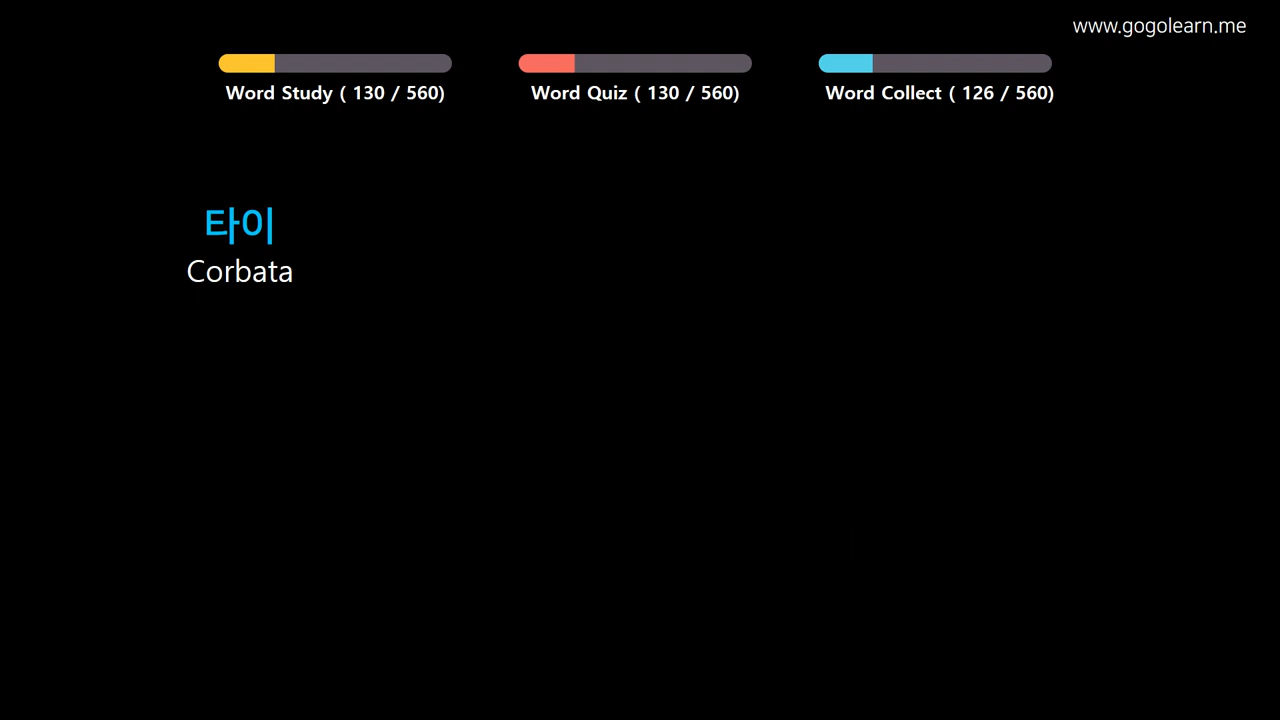 www.gogolearn.me
Word Study ( 130 / 560)
Word Quiz ( 130 / 560)
Word Collect ( 126 / 560)
타이
Corbata